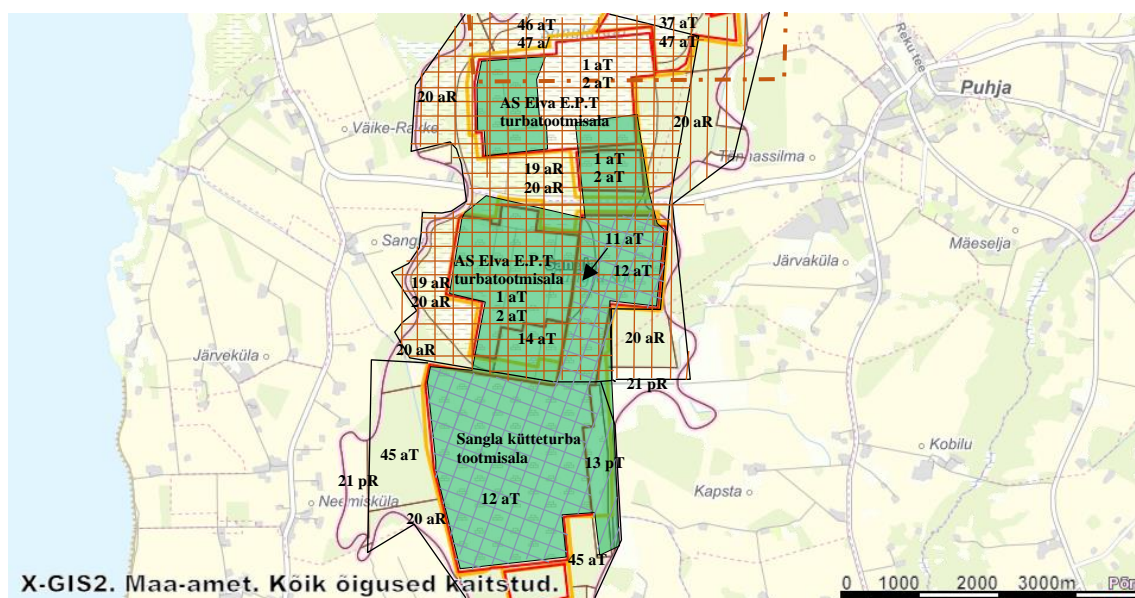 46 aT
47 a/
37 aT
47 aT
Reku tee
1 aT
2 aT
20 aR
AS Elva E.P.T
turbatootmisala
Puhja
20 aR
Väike-Rakke
Tännassilma
19 aR
20 aR
1 aT
2 aT
Sangla
11 aT
Mäeselja
AS Elva E.P.T
turbatootmisala
12 aT
Järvaküla
19 aR
20 aR
1 aT
2 aT
14 aT
20 aR
20 aR
Järveküla
21 pR
Sangla kütteturba
tootmisala
Kobilu
45 aT
13 pT
21 pR
12 aT
Kapsta
Neemisküla
20 aR
45 aT
X-GIS2. Maa-amet. Kõik õigused kaitstud.
0 1000 2000 3000m